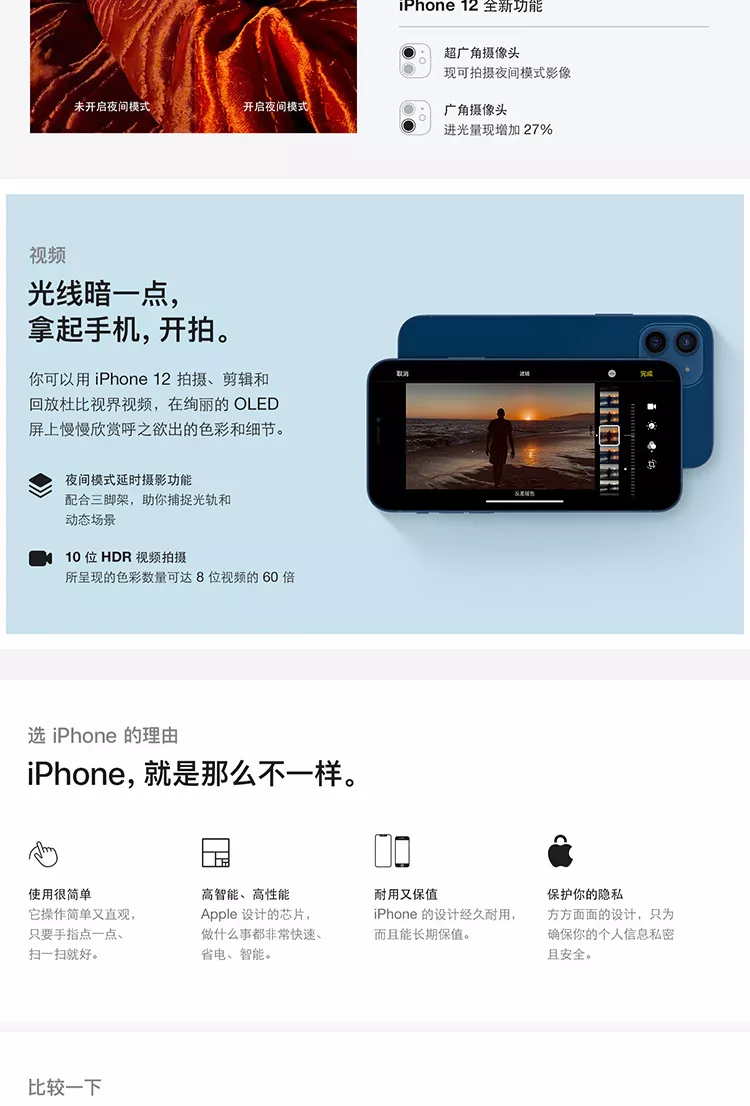 iPhone 12 全新功能
超广角摄像头
现可拍摄夜间模式影像
未开启夜间模式
开启夜间模式
广角摄像头
进光量现增加 27%
视频
光线暗一点，
拿起手机，开拍。
你可以用 iPhone 12 拍摄、剪辑和
回放杜比视界视频，在绚丽的 OLED
屏上慢慢欣赏呼之欲出的色彩和细节。
夜间模式延时摄影功能
配合三脚架，助你捕捉光轨和
动态场景
10 位 HDR 视频拍摄
所呈现的色彩数量可达 8 位视频的 60 倍
取消
滤镜
完成
反差暖色
选 iPhone 的理由
iPhone，就是那么不一样。
使用很简单
它操作简单又直观，
只要手指点一点、
扫一扫就好。
高智能、高性能
Apple 设计的芯片，
做什么事都非常快速、
省电、智能。
耐用又保值
iPhone 的设计经久耐用，
而且能长期保值。
保护你的隐私
方方面面的设计，只为
确保你的个人信息私密
且安全。
比较一下